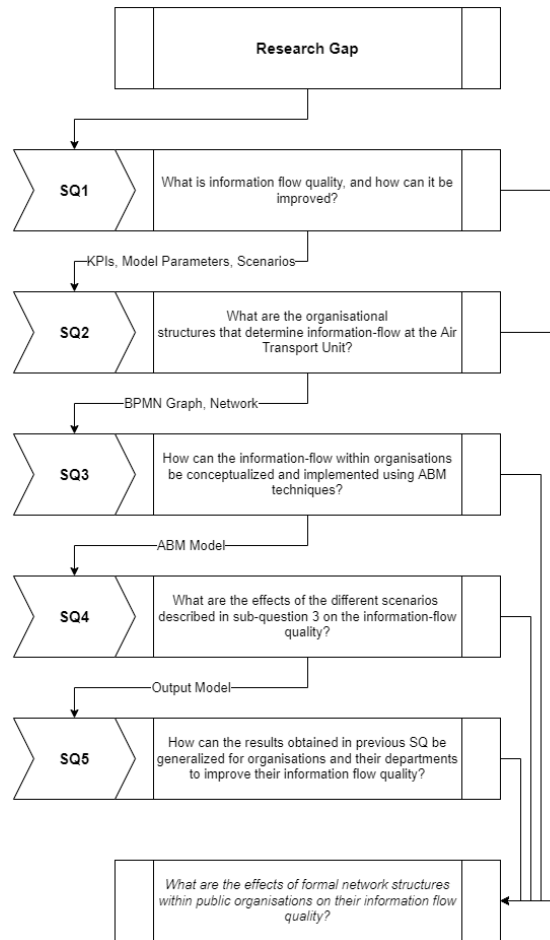 Research Gap
SQ1
What is information flow quality, and how can it be
improved?
KPIs, Model Parameters, Scenarios
SQ2
What are the organisational
structures that determine information-flow at the Air
Transport Unit?
BPMN Graph, Network
SQ3
How can the information-flow within organisations
be conceptualized and implemented using ABM
techniques?
ABM Model
SQ4
What are the effects of the different scenarios
described in sub-question 3 on the information-flow
quality?
Output Model
SQ5
How can the results obtained in previous SQ be
generalized for organisations and their departments
to improve their information flow quality?
What are the effects of formal network structures
within public organisations on their information flow
quality?